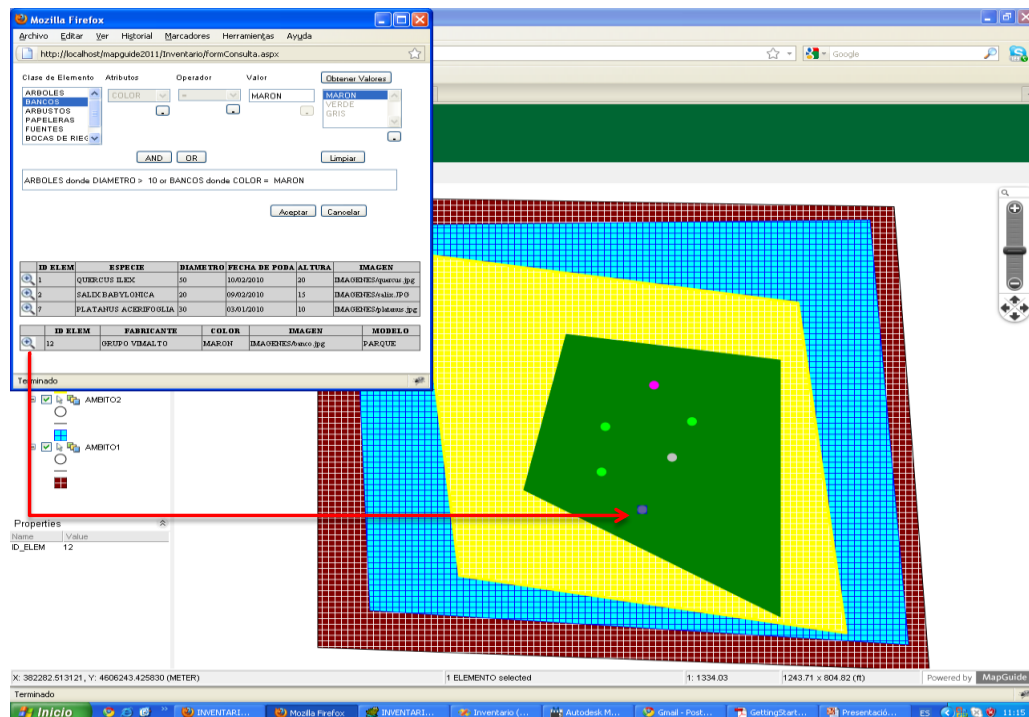 Mozilla Firefox
Archivo Editar Ver Historial Marcadores Herramientas Ayuda
http://localhost/mapguide2011/Inventario/formConsulta.aspx
Google
Clase de Elemento Atributos Operador Valor Obtener Valores
ARBOLES
BANCOS
ARBUSTOS
PAPELERAS
FUENTES
BOCAS DE RIEG
COLOR
=
MARON
MARON
VERDE
GRIS
AND OR Limpiar
ARBOLES donde DIAMETRO > 10 or BANCOS donde COLOR = MARON
Aceptar Cancelar
ID ELEM ESPECIE DIAMETRO FECHA DE PODA ALTURA IMAGEN
1 QUERCUS ILEX 50 10/02/2010 20 IMAGENES/quercus.jpg
2 SALIX BABYLONICA 20 09/02/2010 15 IMAGENES/salix.JPG
7 PLATANUS ACERIFOGLIA 30 03/01/2010 10 IMAGENES/platanus.jpg
ID ELEM FABRICANTE COLOR IMAGEN MODELO
12 GRUPO VIMALTO MARON IMAGENES/banco.jpg PARQUE
Terminado
AMBITO2
AMBITO1
Properties
Name Value
ID_ELEM 12
X: 382282.513121, Y: 4606243.425830 (METER) 1 ELEMENTO selected 1: 1334.03 1243.71 x 804.82 (ft) Powered by MapGuide
Terminado
Inicio INVENTARI... Mozilla Firefox INVENTARI... Inventario (... Autodesk M... Gmail - Post... GettingStart... Presentació... ES 11:15